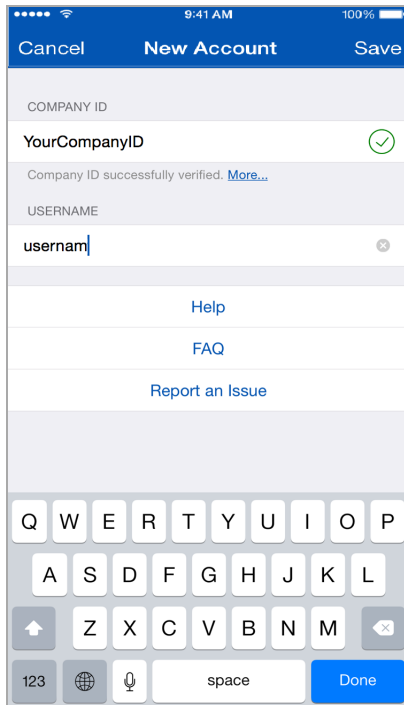 9:41 AM 100%
Cancel New Account Save
COMPANY ID
YourCompanyID
Company ID successfully verified. More...
USERNAME
usernam
Help
FAQ
Report an Issue
Q W E R T Y U I O P
A S D F G H J K L
Z X C V B N M
123 space Done